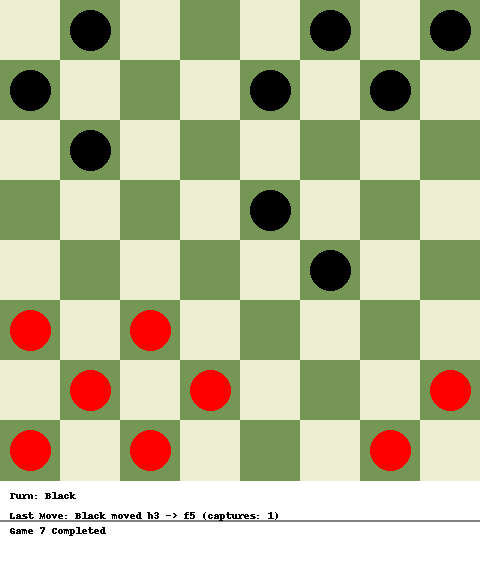 Turn: Black
Last Move: Black moved h3 -> f5 (captures: 1)
Game 7 Completed